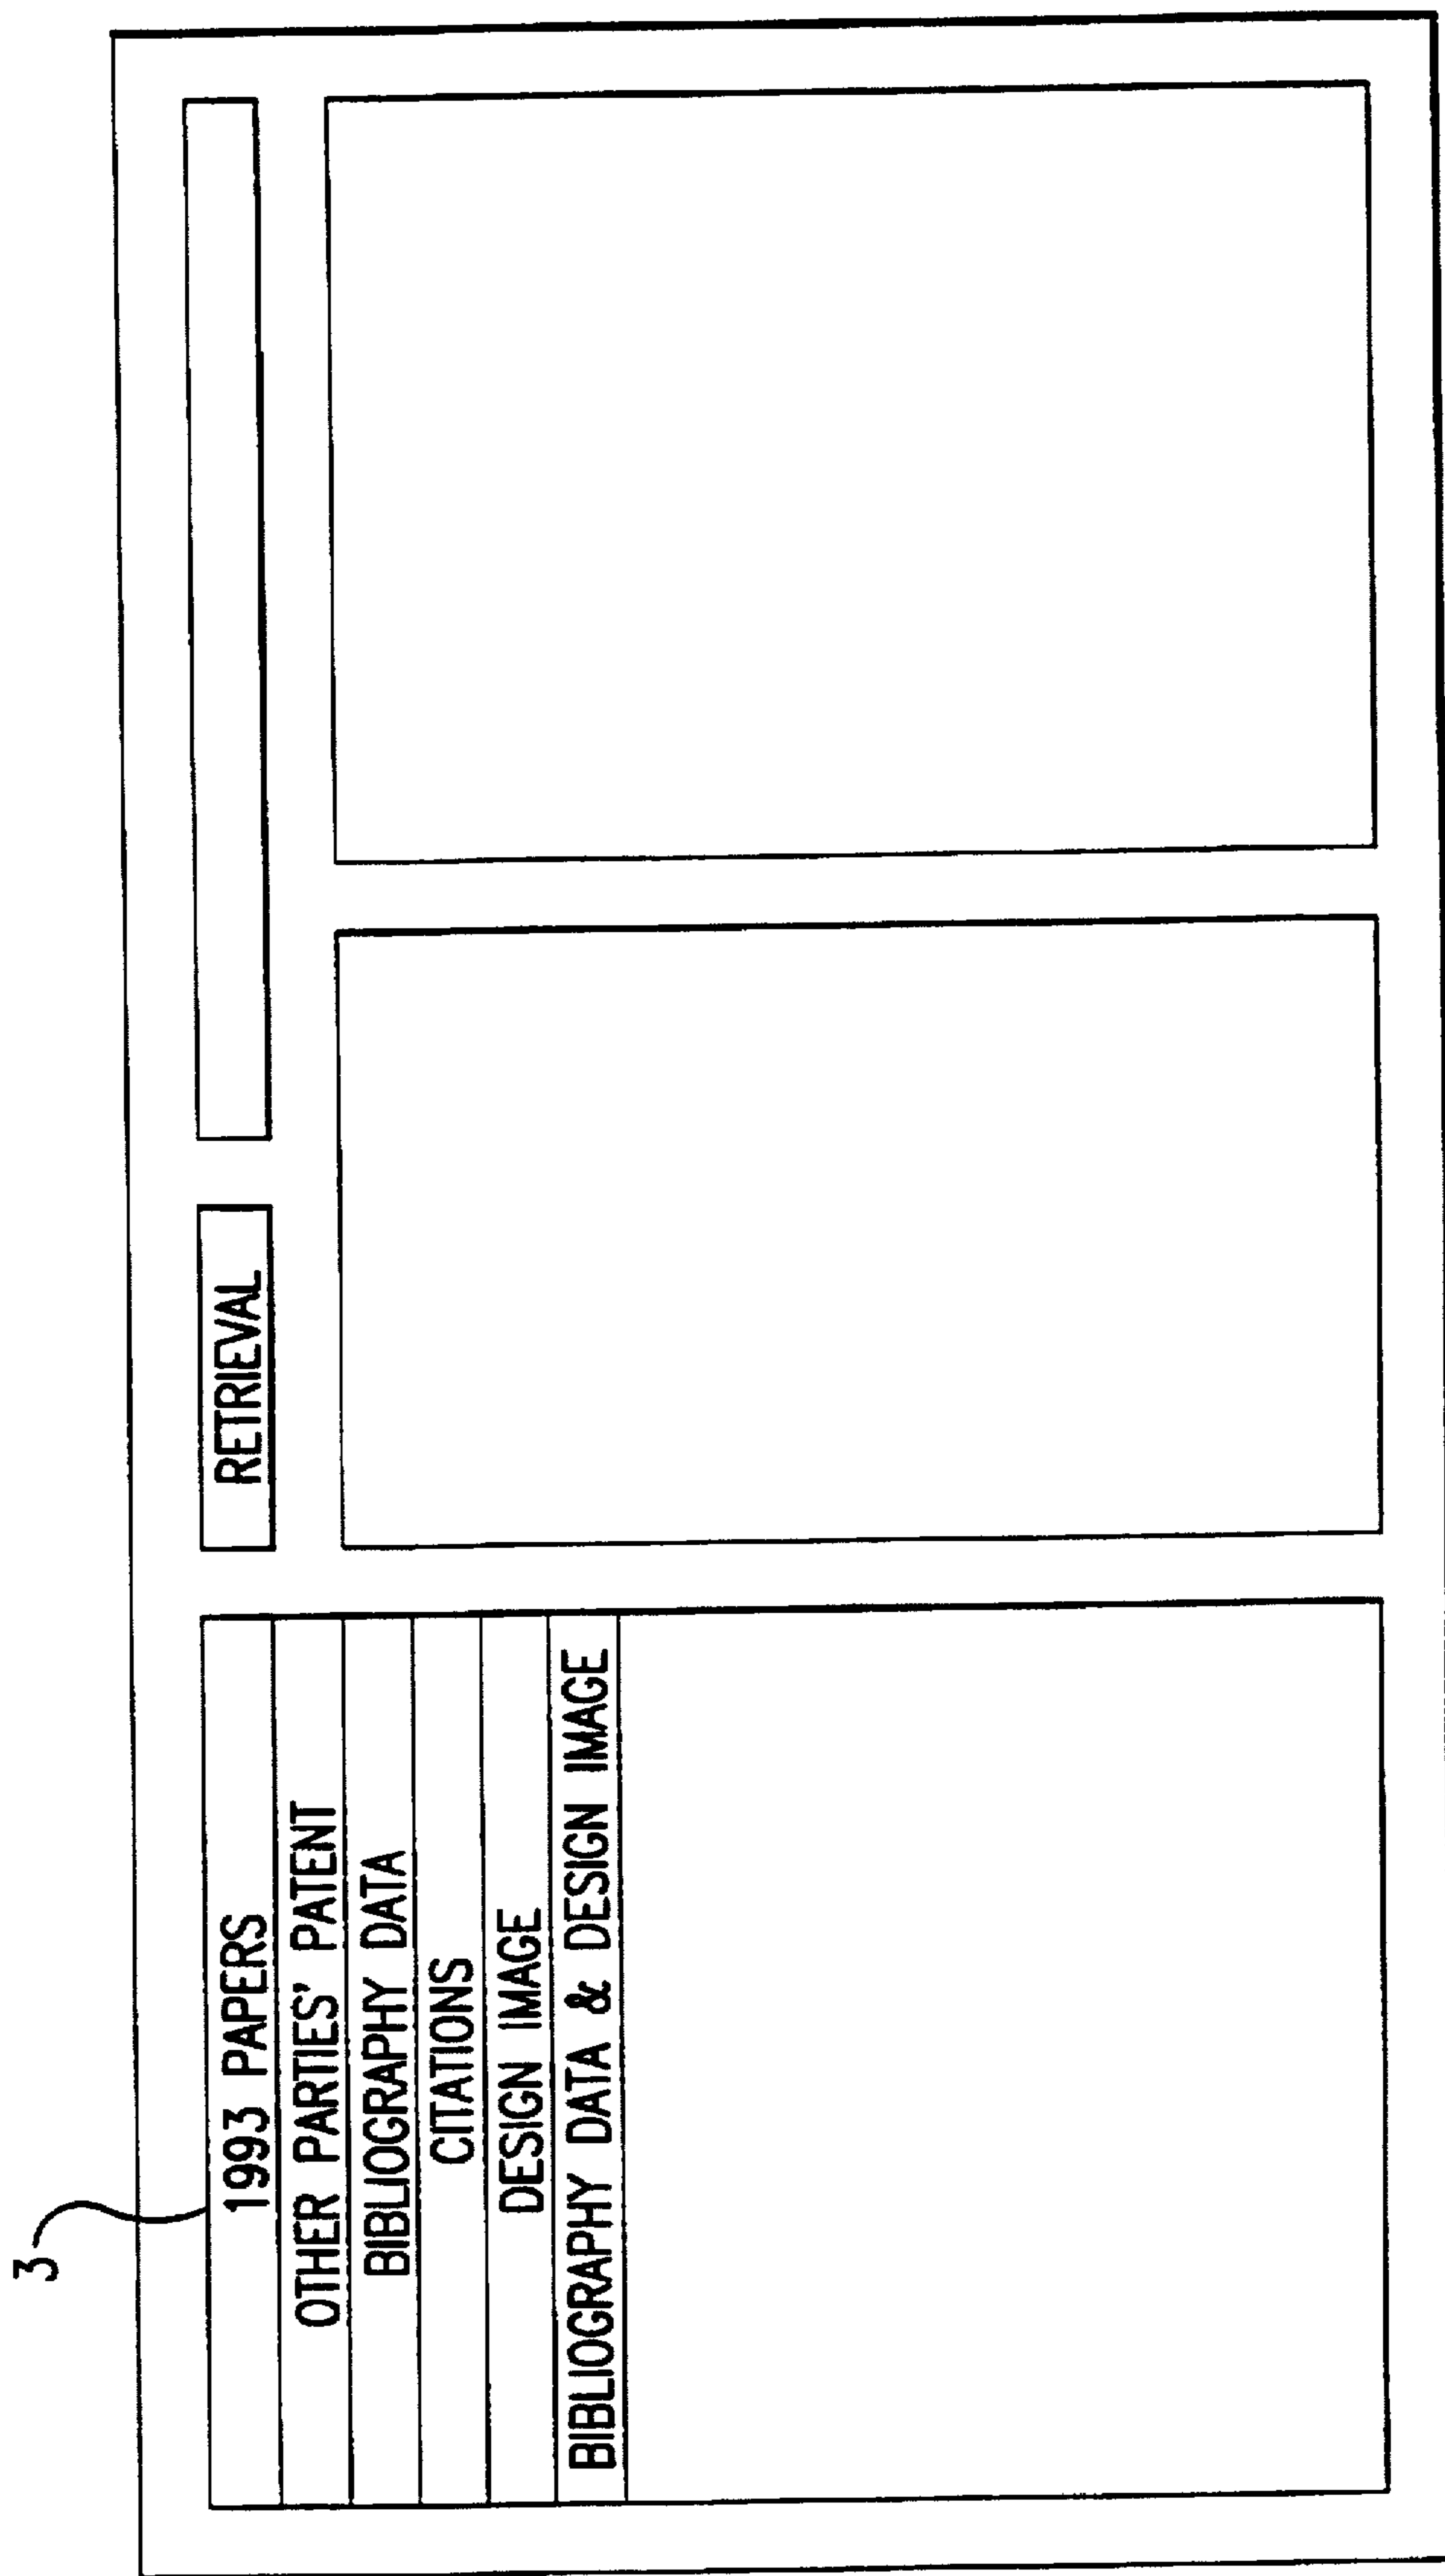 3
1993 PAPERS
OTHER PARTIES' PATENT
BIBLIOGRAPHY DATA
CITATIONS
DESIGN IMAGE
BIBLIOGRAPHY DATA & DESIGN IMAGE
RETRIEVAL